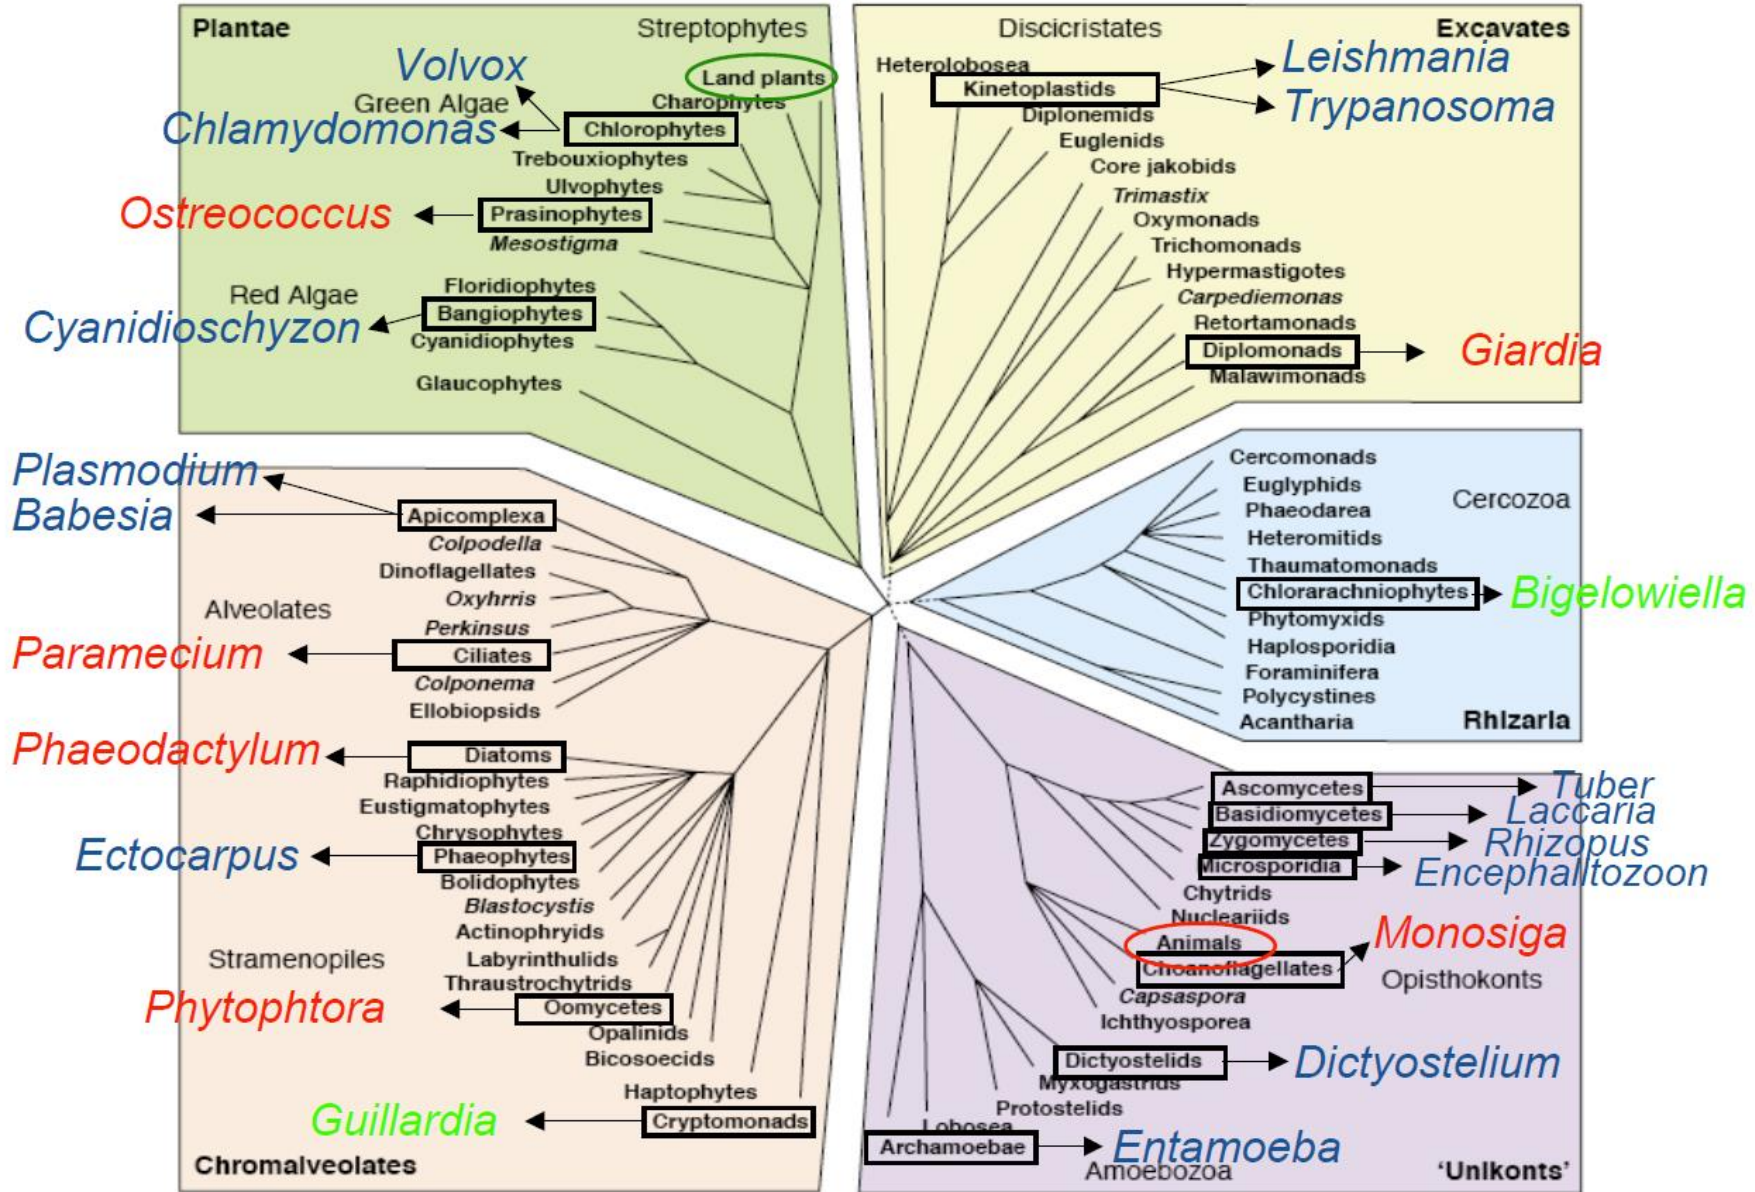 Plantae
Streptophytes
Volvox
Land plants
Green Algae
Charophytes
Chlamydomonas
Chlorophytes
Trebouxiophytes
Ulvophytes
Ostreococcus
Prasinophytes
Mesostigma
Red Algae
Floridiophytes
Cyanidioschyzon
Bangiophytes
Cyanidiophytes
Glaucophytes
Discicristates
Excavates
Heterolobosea
Leishmania
Kinetoplastids
Trypanosoma
Diplonemids
Euglenids
Core jakobids
Trimastix
Oxymonads
Trichomonads
Hypermastigotes
Carpediemonas
Retortamonads
Diplomonads
Giardia
Malawimonads
Plasmodium
Babesia
Apicomplexa
Colpodella
Dinoflagellates
Alveolates
Oxyhrris
Perkinsus
Paramecium
Ciliates
Colponema
Ellobiopsids
Phaeodactylum
Diatoms
Raphidiophytes
Eustigmatophytes
Chrysophytes
Ectocarpus
Phaeophytes
Bolidophytes
Blastocystis
Actinophryids
Stramenopiles
Labyrinthulids
Thraustrochytrids
Phytophtora
Oomycetes
Opalinids
Bicosoecids
Haptophytes
Guillardia
Cryptomonads
Chromalveolates
Cercomonads
Euglyphids
Cercozoa
Phaeodarea
Heteromitids
Thaumatomonads
Chlorarachniophytes
Bigelowiella
Phytomyxids
Haplosporidia
Foraminifera
Polycystines
Acantharia
Rhizaria
Ascomycetes
Tuber
Basidiomycetes
Laccaria
Zygomycetes
Rhizopus
Microsporidia
Encephalitozoon
Chytrids
Nucleariids
Animals
Monosiga
Choanoflagellates
Opisthokonts
Capsaspora
Ichthyosporea
Dictyostelids
Dictyostelium
Myxogastrids
Protostelids
Lobosea
Archamoebae
Entamoeba
Amoebozoa
'Unikonts'